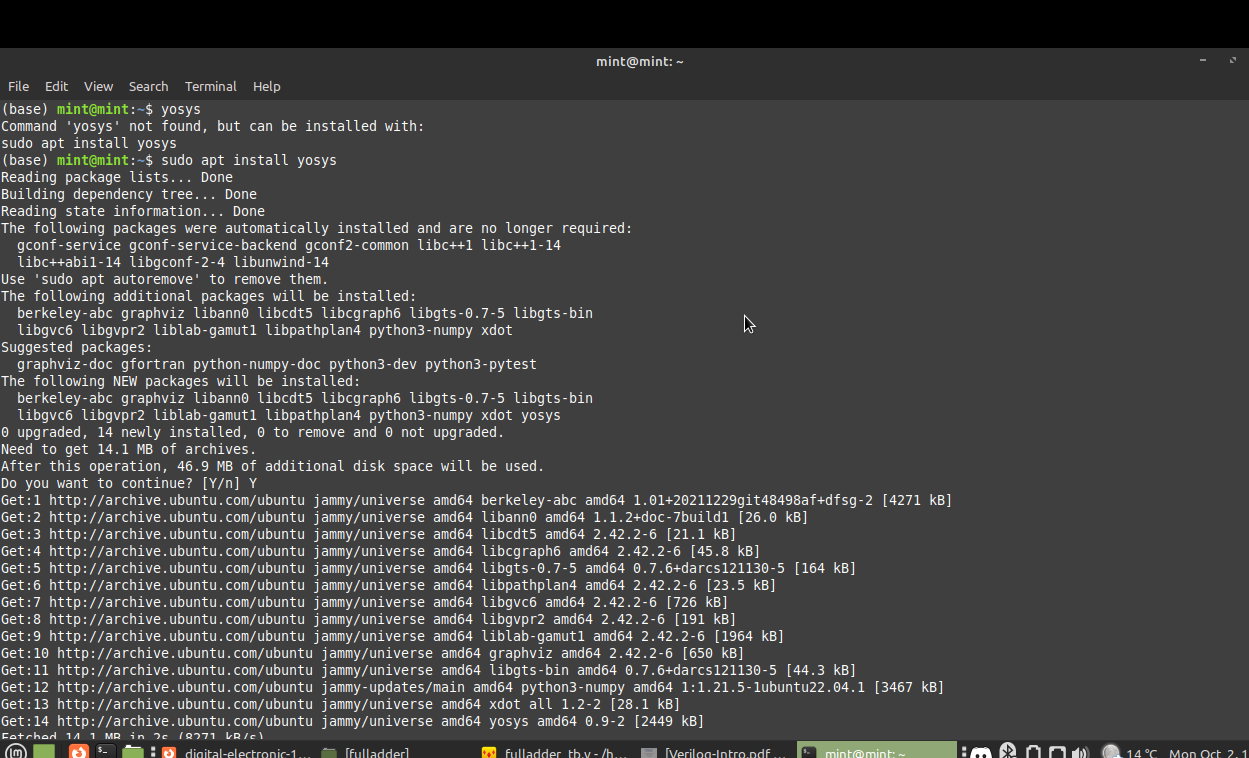 mint@mint: ~
File Edit View Search Terminal Help
(base) mint@mint:~$ yosys
Command 'yosys' not found, but can be installed with:
sudo apt install yosys
(base) mint@mint:~$ sudo apt install yosys
Reading package lists... Done
Building dependency tree... Done
Reading state information... Done
The following packages were automatically installed and are no longer required:
  gconf-service gconf-service-backend gconf2-common libc++1 libc++1-14
  libc++abi1-14 libgconf-2-4 libunwind-14
Use 'sudo apt autoremove' to remove them.
The following additional packages will be installed:
  berkeley-abc graphviz libann0 libcdt5 libcgraph6 libgts-0.7-5 libgts-bin
  libgvc6 libgvpr2 liblab-gamut1 libpathplan4 python3-numpy xdot
Suggested packages:
  graphviz-doc gfortran python-numpy-doc python3-dev python3-pytest
The following NEW packages will be installed:
  berkeley-abc graphviz libann0 libcdt5 libcgraph6 libgts-0.7-5 libgts-bin
  libgvc6 libgvpr2 liblab-gamut1 libpathplan4 python3-numpy xdot yosys
0 upgraded, 14 newly installed, 0 to remove and 0 not upgraded.
Need to get 14.1 MB of archives.
After this operation, 46.9 MB of additional disk space will be used.
Do you want to continue? [Y/n] Y
Get:1 http://archive.ubuntu.com/ubuntu jammy/universe amd64 berkeley-abc amd64 1.01+20211229git48498af+dfsg-2 [4271 kB]
Get:2 http://archive.ubuntu.com/ubuntu jammy/universe amd64 libann0 amd64 1.1.2+doc-7build1 [26.0 kB]
Get:3 http://archive.ubuntu.com/ubuntu jammy/universe amd64 libcdt5 amd64 2.42.2-6 [21.1 kB]
Get:4 http://archive.ubuntu.com/ubuntu jammy/universe amd64 libcgraph6 amd64 2.42.2-6 [45.8 kB]
Get:5 http://archive.ubuntu.com/ubuntu jammy/universe amd64 libgts-0.7-5 amd64 0.7.6+darcs121130-5 [164 kB]
Get:6 http://archive.ubuntu.com/ubuntu jammy/universe amd64 libpathplan4 amd64 2.42.2-6 [23.5 kB]
Get:7 http://archive.ubuntu.com/ubuntu jammy/universe amd64 libgvc6 amd64 2.42.2-6 [726 kB]
Get:8 http://archive.ubuntu.com/ubuntu jammy/universe amd64 libgvpr2 amd64 2.42.2-6 [191 kB]
Get:9 http://archive.ubuntu.com/ubuntu jammy/universe amd64 liblab-gamut1 amd64 2.42.2-6 [1964 kB]
Get:10 http://archive.ubuntu.com/ubuntu jammy/universe amd64 graphviz amd64 2.42.2-6 [650 kB]
Get:11 http://archive.ubuntu.com/ubuntu jammy/universe amd64 libgts-bin amd64 0.7.6+darcs121130-5 [44.3 kB]
Get:12 http://archive.ubuntu.com/ubuntu jammy-updates/main amd64 python3-numpy amd64 1:1.21.5-1ubuntu22.04.1 [3467 kB]
Get:13 http://archive.ubuntu.com/ubuntu jammy/universe amd64 xdot all 1.2-2 [28.1 kB]
Get:14 http://archive.ubuntu.com/ubuntu jammy/universe amd64 yosys amd64 0.9-2 [2449 kB]
Fetched 14.1 MB in 2s (8271 kB/s)
digital-electronic-1... [fulladder] fulladder_tb.v - /h... [Verilog-Intro.pdf ... mint@mint: ~ 14 °C Mon Oct 2, 1